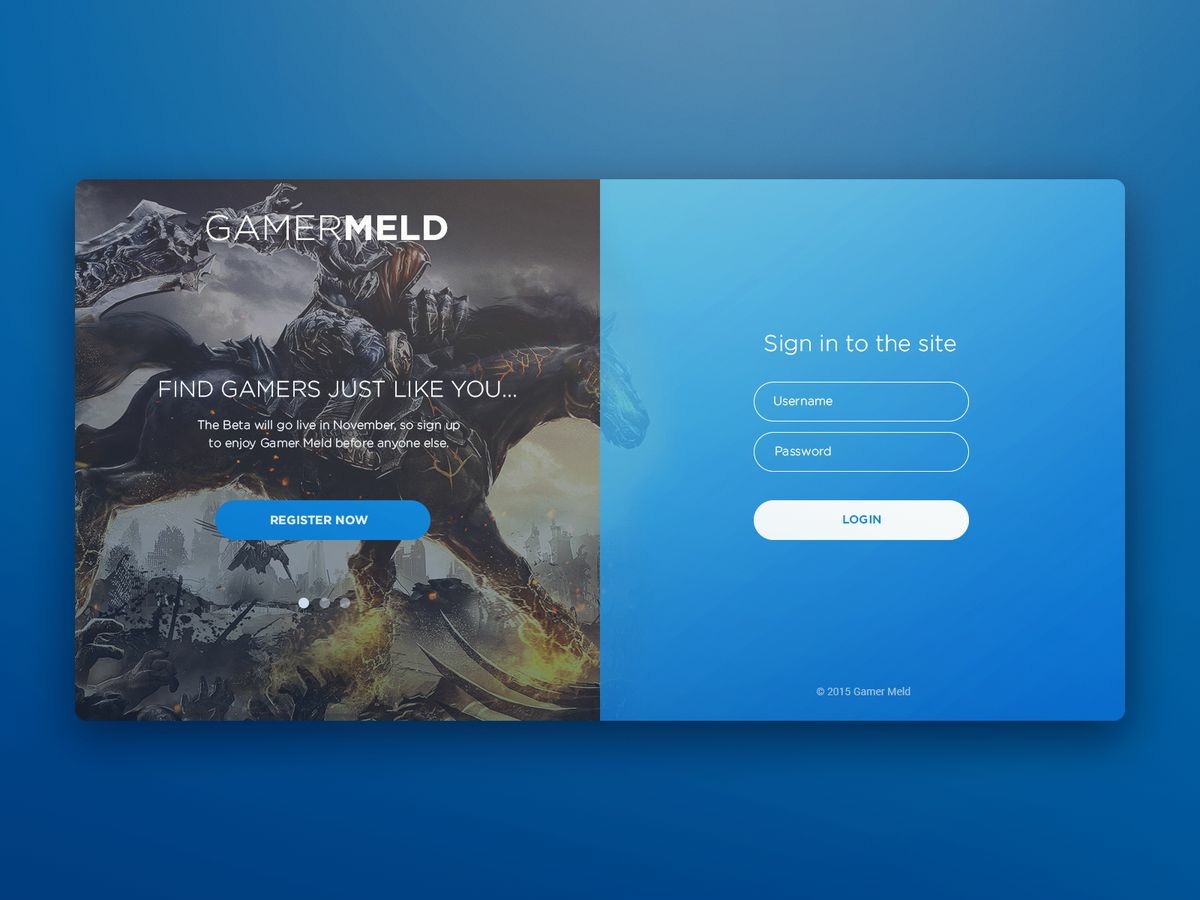 GAMERMELD
FIND GAMERS JUST LIKE YOU...
The Beta will go live in November, so sign up
to enjoy Gamer Meld before anyone else.
REGISTER NOW
Sign in to the site
Username
Password
LOGIN
© 2015 Gamer Meld